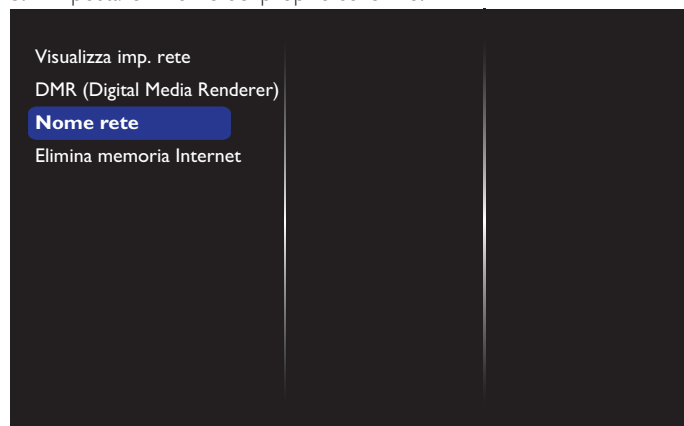 Visualizza imp. rete
DMR (Digital Media Renderer)
Nome rete
Elimina memoria Internet